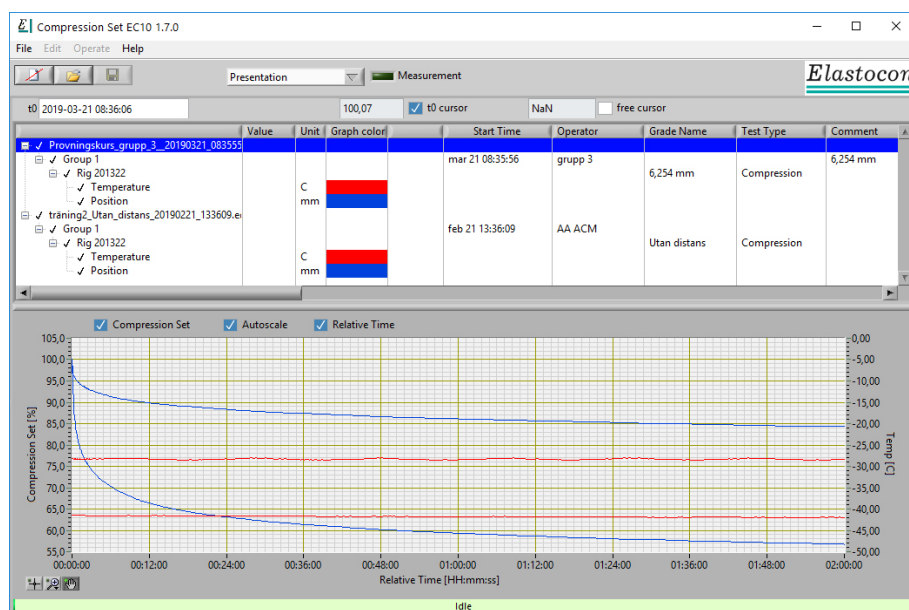 Compression Set EC10 1.7.0
File Edit Operate Help
Presentation Measurement
Elastocon
t0 2019-03-21 08:36:06 100,07 t0 cursor NaN free cursor
Value Unit Graph color Start Time Operator Grade Name Test Type Comment
Provningskurs_grupp_3__20190321_083555
Group 1 mar 21 08:35:56 grupp 3 6,254 mm
Rig 201322 6,254 mm Compression
Temperature C
Position mm
träning2_Utan_distans_20190221_133609.e
Group 1 feb 21 13:36:09 AA ACM
Rig 201322 Utan distans Compression
Temperature C
Position mm
Compression Set Autoscale Relative Time
105,0 0,00
100,0 -5,00
95,0 -10,00
90,0 -15,00
85,0 -20,00
80,0 -25,00
75,0 -30,00
70,0 -35,00
65,0 -40,00
60,0 -45,00
55,0 -50,00
Compression Set [%]
Temp [C]
00:00:00 00:12:00 00:24:00 00:36:00 00:48:00 01:00:00 01:12:00 01:24:00 01:36:00 01:48:00 02:00:00
Relative Time [HH:mm:ss]
Idle